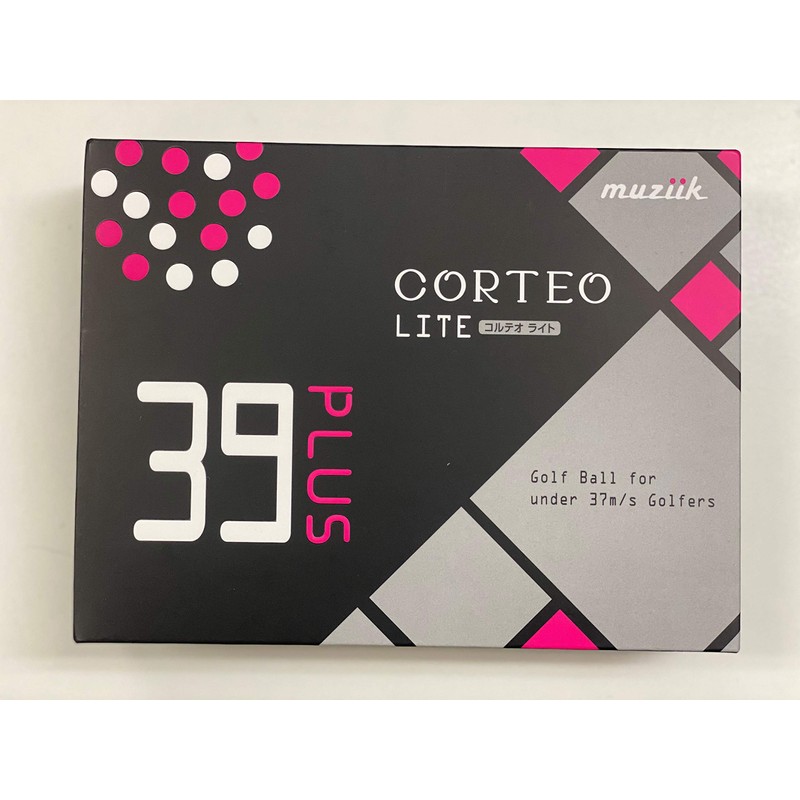 muziik
CORTEO
LITE コルテオ ライト
39 PLUS
Golf Ball for
under 37m/s Golfers